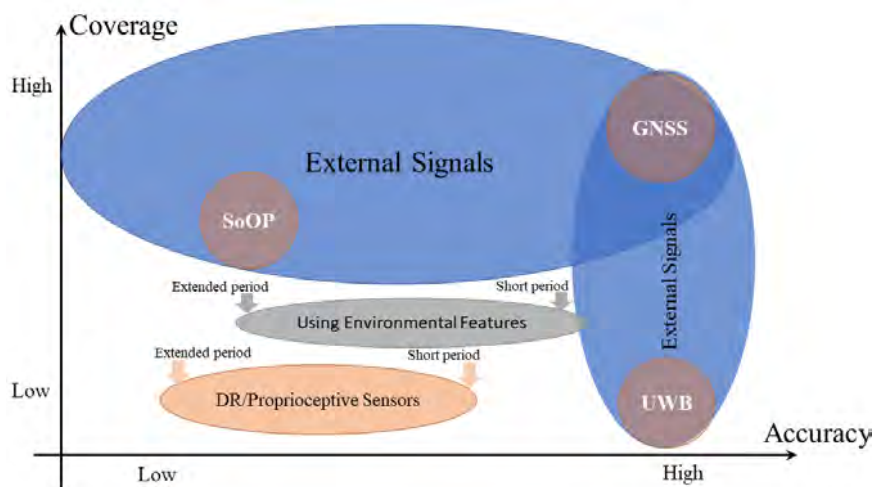 Coverage
High
GNSS
External Signals
SoOP
External Signals
Extended period
Short period
Using Environmental Features
Extended period
Short period
Low
DR/Proprioceptive Sensors
UWB
Accuracy
Low
High